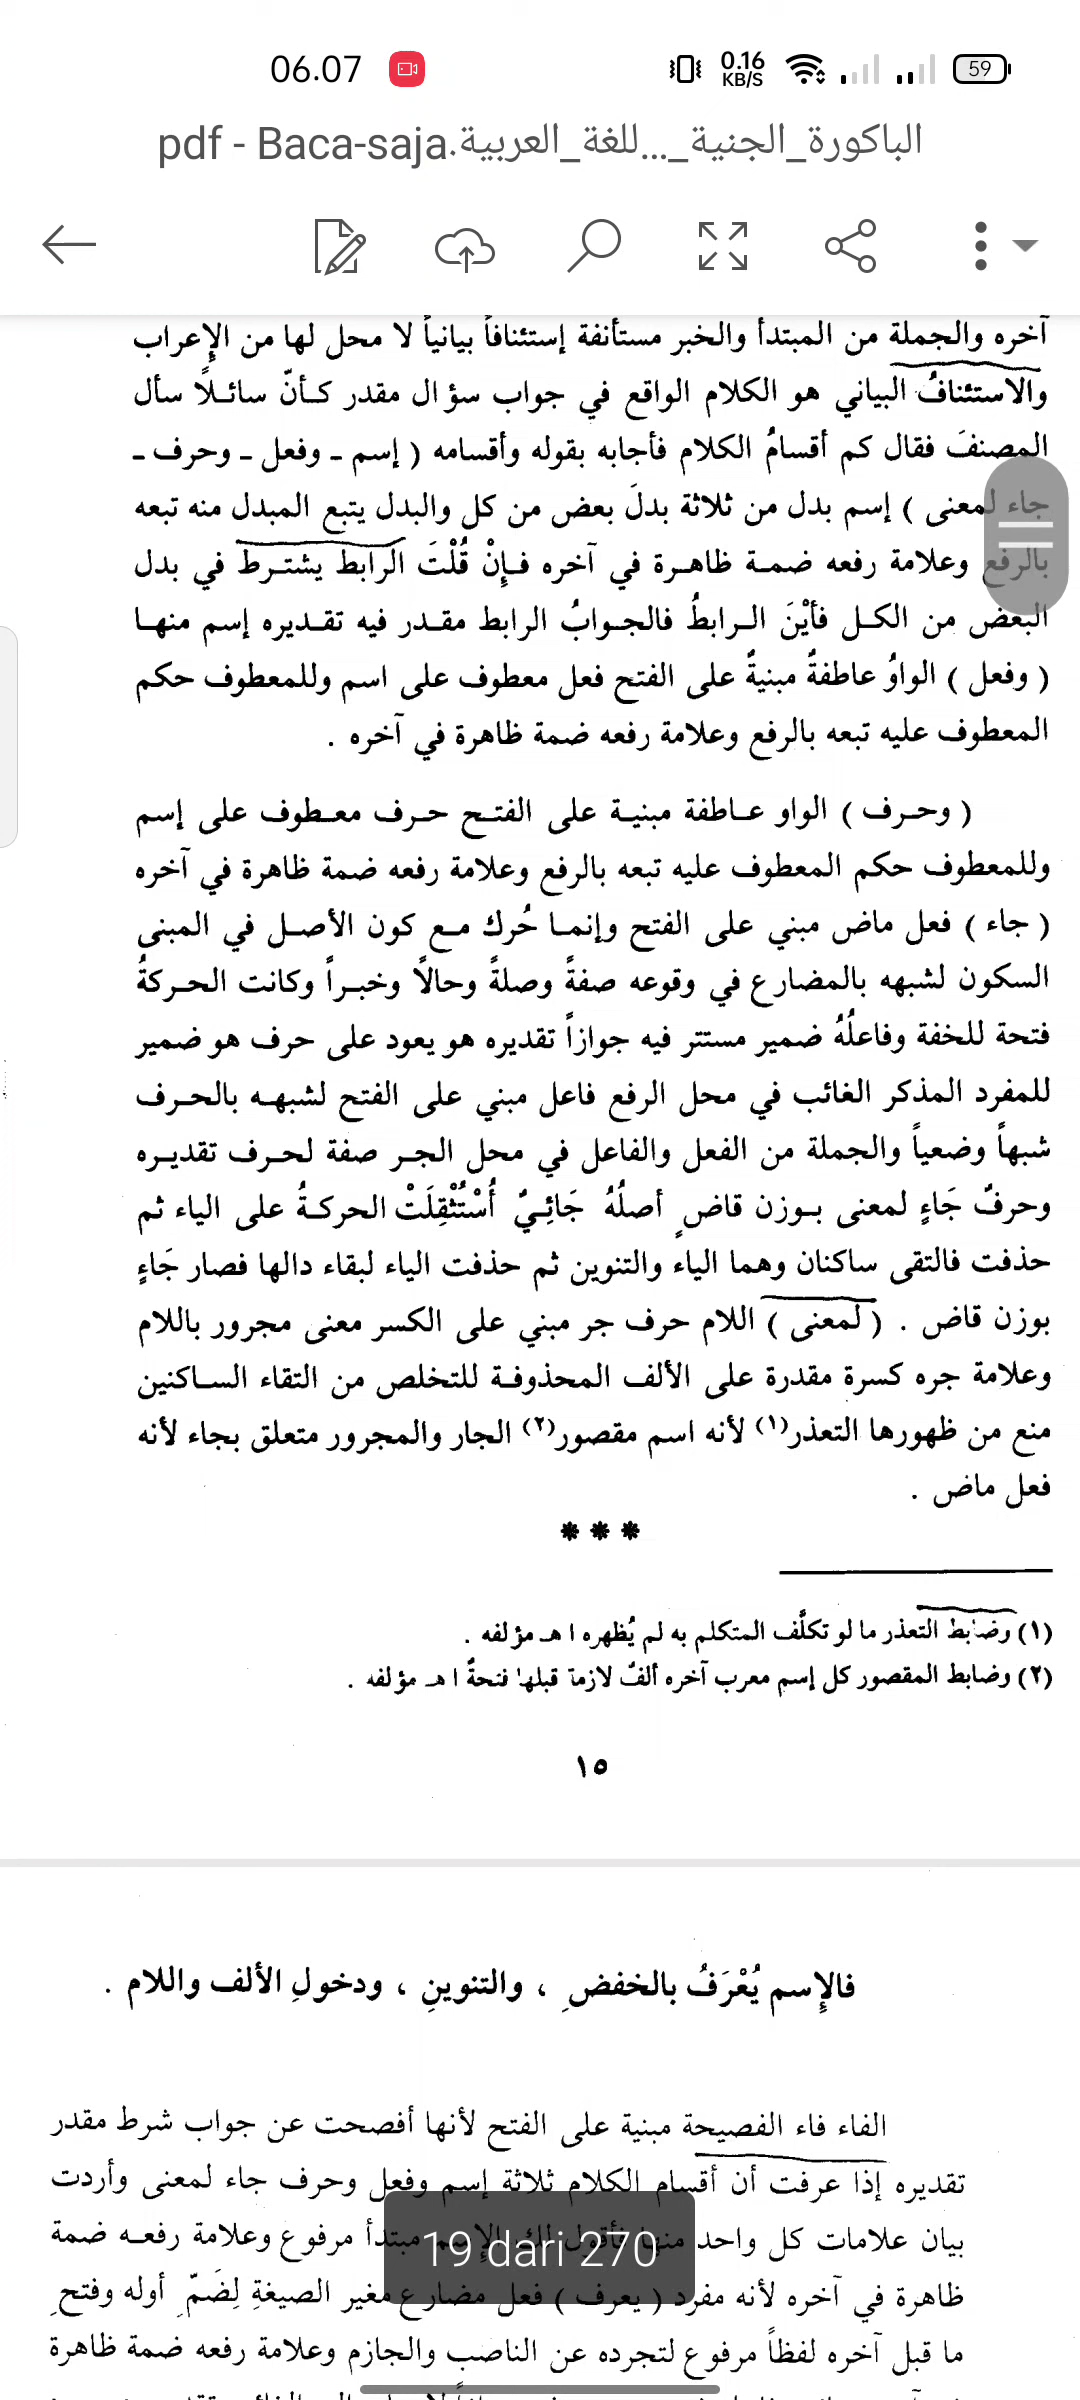 06.07
0.16
KB/S
59
الباكورة_الجنية_...للغة_العربية.pdf - Baca-saja
آخره والجملة من المبتدأ والخبر مستأنفة إستئنافاً بيانياً لا محل لها من الإعراب
والاستئنافُ البياني هو الكلام الواقع في جواب سؤال مقدر كأنّ سائلاً سأل
المصنفَ فقال كم أقسامُ الكلام فأجابه بقوله وأقسامه ( إسم - وفعل - وحرف -
جاء لمعنى ) إسم بدل من ثلاثة بدلَ بعض من كل والبدل يتبع المبدل منه تبعه
بالرفع وعلامة رفعه ضمة ظاهرة في آخره فإنْ قُلْتَ الرابط يشترط في بدل
البعض من الكل فأيْنَ الرابطُ فالجوابُ الرابط مقدر فيه تقديره إسم منها
( وفعل ) الواوُ عاطفةٌ مبنيةٌ على الفتح فعل معطوف على اسم وللمعطوف حكم
المعطوف عليه تبعه بالرفع وعلامة رفعه ضمة ظاهرة في آخره .
( وحرف ) الواو عاطفة مبنية على الفتح حرف معطوف على إسم
وللمعطوف حكم المعطوف عليه تبعه بالرفع وعلامة رفعه ضمة ظاهرة في آخره
( جاء ) فعل ماض مبني على الفتح وإنما حُرك مع كون الأصل في المبنى
السكون لشبهه بالمضارع في وقوعه صفةً وصلةً وحالاً وخبراً وكانت الحركةُ
فتحة للخفة وفاعلُهُ ضمير مستتر فيه جوازاً تقديره هو يعود على حرف هو ضمير
للمفرد المذكر الغائب في محل الرفع فاعل مبني على الفتح لشبهه بالحرف
شبهاً وضعياً والجملة من الفعل والفاعل في محل الجر صفة لحرف تقديره
وحرفٌ جَاءٍ لمعنى بوزن قاضٍ أصلُهُ جَائِيٌ أُسْتُثْقِلَتْ الحركةُ على الياء ثم
حذفت فالتقى ساكنان وهما الياء والتنوين ثم حذفت الياء لبقاء دالها فصار جَاءٍ
بوزن قاض . ( لمعنى ) اللام حرف جر مبني على الكسر معنى مجرور باللام
وعلامة جره كسرة مقدرة على الألف المحذوفة للتخلص من التقاء الساكنين
منع من ظهورها التعذر(١) لأنه اسم مقصور(٢) الجار والمجرور متعلق بجاء لأنه
فعل ماض .
***
(١) وضابط التعذر ما لو تكلَّف المتكلم به لم يُظهره ا هـ مؤلفه .
(٢) وضابط المقصور كل إسم معرب آخره ألفٌ لازمة قبلها فتحةٌ ا هـ مؤلفه .
١٥
فالإسم يُعْرَفُ بالخفضِ ، والتنوينِ ، ودخولِ الألف واللام .
الفاء فاء الفصيحة مبنية على الفتح لأنها أفصحت عن جواب شرط مقدر
تقديره إذا عرفت أن أقسام الكلام ثلاثة إسم وفعل وحرف جاء لمعنى وأردت
بيان علامات كل واحد منها فأقول لك الإسم مبتدأ مرفوع وعلامة رفعه ضمة
19 dari 270
ظاهرة في آخره لأنه مفرد ( يعرف ) فعل مضارع مغير الصيغةِ لِضَمّ أوله وفتحِ
ما قبل آخره لفظاً مرفوع لتجرده عن الناصب والجازم وعلامة رفعه ضمة ظاهرة